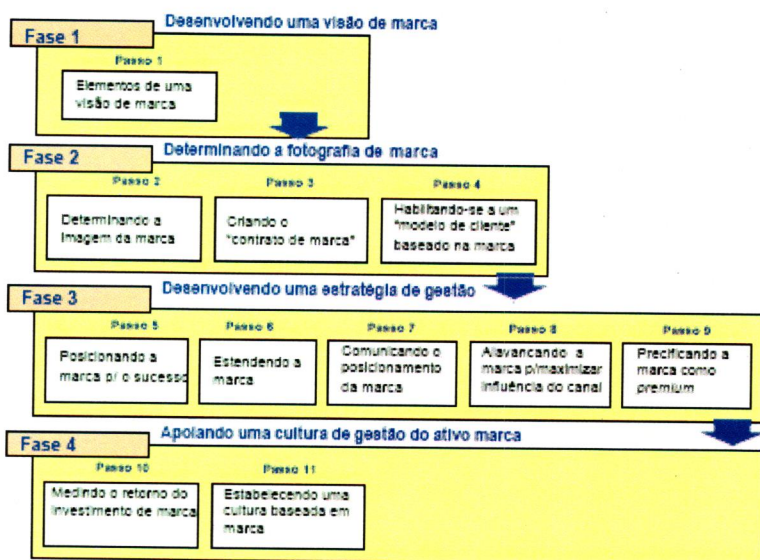 Desenvolvendo uma visão de marca
Fase 1
Passo 1
Elementos de uma
visão de marca
Determinando a fotografia de marca
Fase 2
Passo 2
Passo 3
Passo 4
Determinando a
imagem da marca
Criando o
"contrato de marca"
Habilitando-se a um
"modelo de cliente"
baseado na marca
Desenvolvendo uma estratégia de gestão
Fase 3
Passo 5
Passo 6
Passo 7
Passo 8
Passo 9
Posicionando a
marca p/ o sucesso
Estendendo a
marca
Comunicando o
posicionamento
da marca
Alavancando a
marca p/maximizar
influência do canal
Precificando a
marca como
premium
Apoiando uma cultura de gestão do ativo marca
Fase 4
Passo 10
Passo 11
Medindo o retorno do
investimento de marca
Estabelecendo uma
cultura baseada em
marca